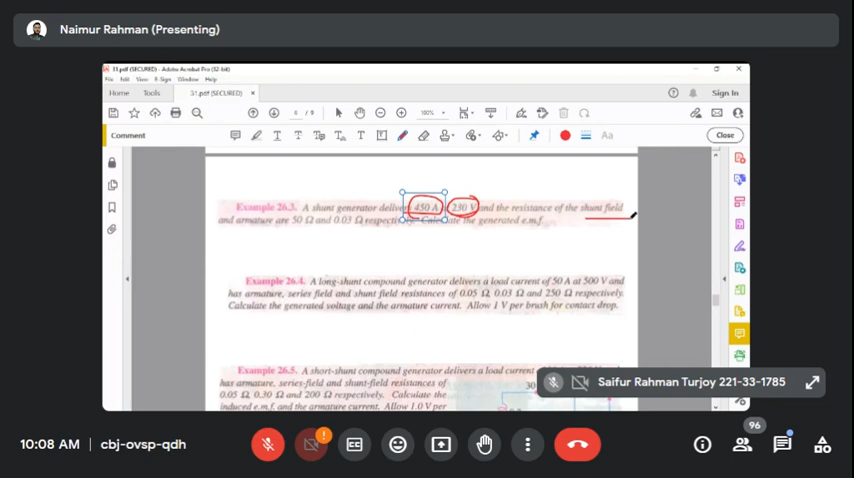 Naimur Rahman (Presenting)
31.pdf (SECURED) - Adobe Acrobat Pro (32-bit)
File Edit View E-Sign Window Help
Home Tools 31.pdf (SECURED) × Sign In
6 / 9 100%
Comment Aa Close
Example 26.3. A shunt generator delivers 450 A 230 V and the resistance of the shunt field
and armature are 50 Ω and 0.03 Ω respectively. Calculate the generated e.m.f.
Example 26.4. A long-shunt compound generator delivers a load current of 50 A at 500 V and
has armature, series field and shunt field resistances of 0.05 Ω, 0.03 Ω and 250 Ω respectively.
Calculate the generated voltage and the armature current. Allow 1 V per brush for contact drop.
Example 26.5. A short-shunt compound generator delivers a load current
has armature, series-field and shunt-field resistances of
0.05 Ω, 0.30 Ω and 200 Ω respectively. Calculate the
induced e.m.f. and the armature current. Allow 1.0 V per
30
Saifur Rahman Turjoy 221-33-1785
10:08 AM | cbj-ovsp-qdh
96